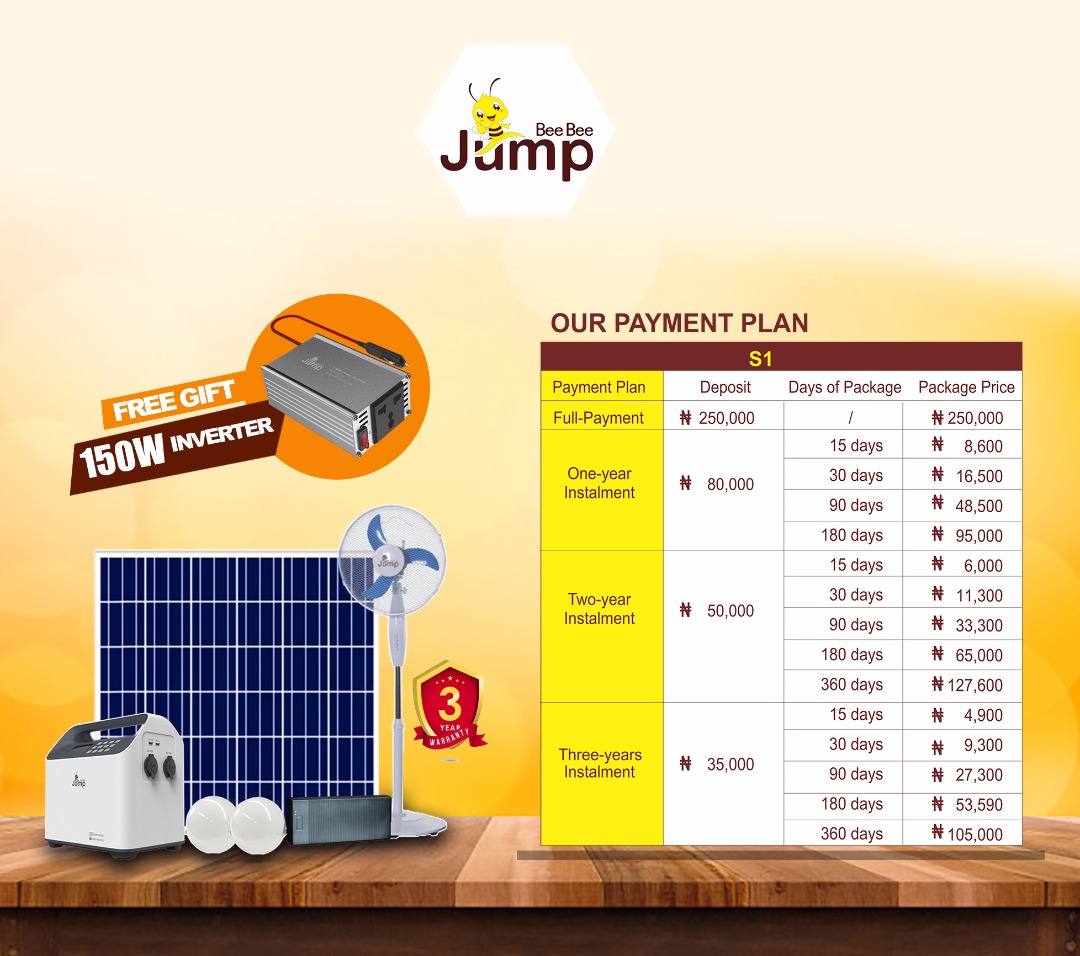 Bee Bee
Jump
FREE GIFT
150W INVERTER
Jump
Jump
3
YEAR
WARRANTY
Jump
OUR PAYMENT PLAN
S1
Payment Plan Deposit Days of Package Package Price
Full-Payment ₦ 250,000 / ₦ 250,000
One-year Instalment ₦ 80,000 15 days ₦ 8,600
30 days ₦ 16,500
90 days ₦ 48,500
180 days ₦ 95,000
Two-year Instalment ₦ 50,000 15 days ₦ 6,000
30 days ₦ 11,300
90 days ₦ 33,300
180 days ₦ 65,000
360 days ₦ 127,600
Three-years Instalment ₦ 35,000 15 days ₦ 4,900
30 days ₦ 9,300
90 days ₦ 27,300
180 days ₦ 53,590
360 days ₦ 105,000